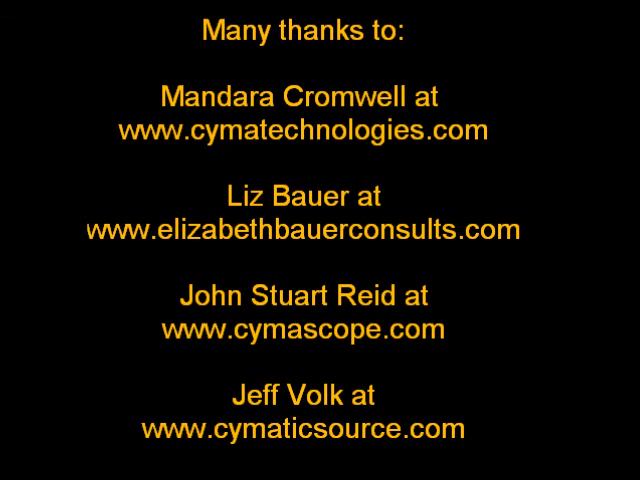 Many thanks to:
Mandara Cromwell at
www.cymatechnologies.com
Liz Bauer at
www.elizabethbauerconsults.com
John Stuart Reid at
www.cymascope.com
Jeff Volk at
www.cymaticsource.com